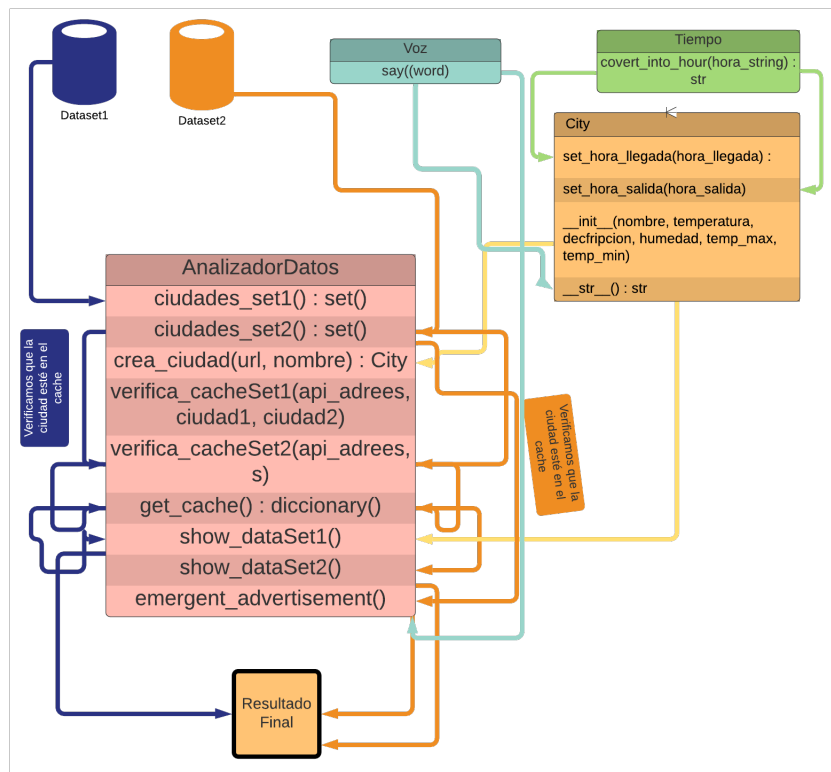 Dataset1
Dataset2
Voz
say((word)
Tiempo
covert_into_hour(hora_string) :
str
City
set_hora_llegada(hora_llegada) :
set_hora_salida(hora_salida)
__init__(nombre, temperatura,
decfripcion, humedad, temp_max,
temp_min)
__str__() : str
AnalizadorDatos
ciudades_set1() : set()
ciudades_set2() : set()
crea_ciudad(url, nombre) : City
verifica_cacheSet1(api_adrees,
ciudad1, ciudad2)
verifica_cacheSet2(api_adrees,
s)
get_cache() : diccionary()
show_dataSet1()
show_dataSet2()
emergent_advertisement()
Verificamos que la
ciudad esté en el
cache
Verificamos que la
ciudad esté en el
cache
Resultado
Final